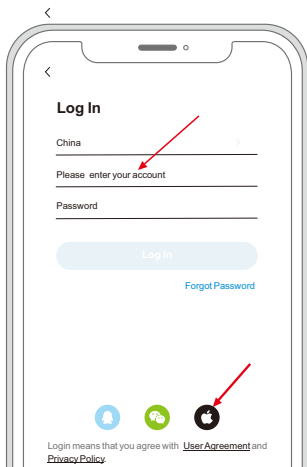 Log In
China
Please enter your account
Password
Log In
Forgot Password
Login means that you agree with User Agreement and
Privacy Policy.